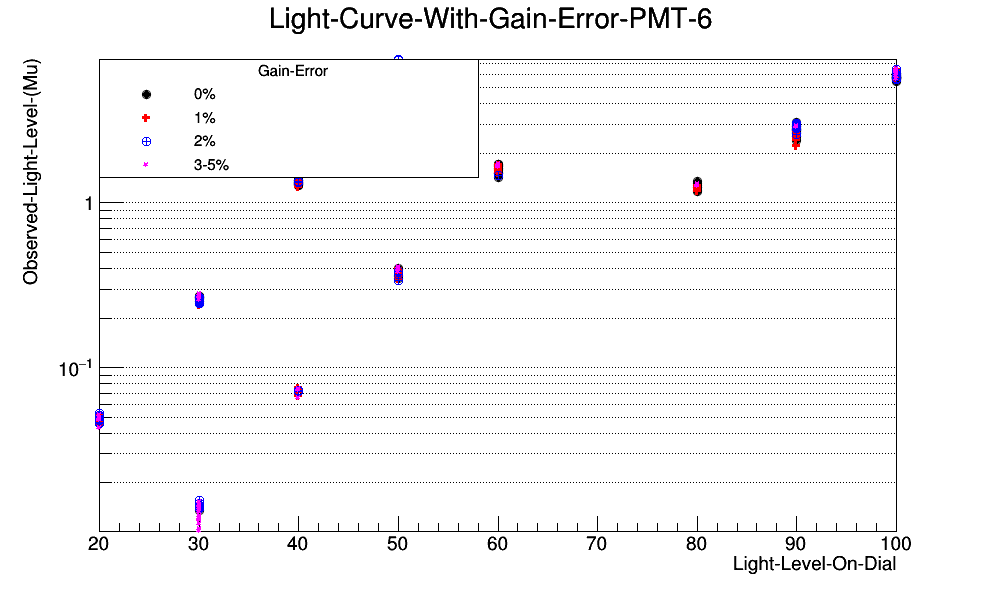 Light-Curve-With-Gain-Error-PMT-6
Observed-Light-Level-(Mu)
Gain-Error
0%
1%
2%
3-5%
1
10⁻¹
20 30 40 50 60 70 80 90 100
Light-Level-On-Dial